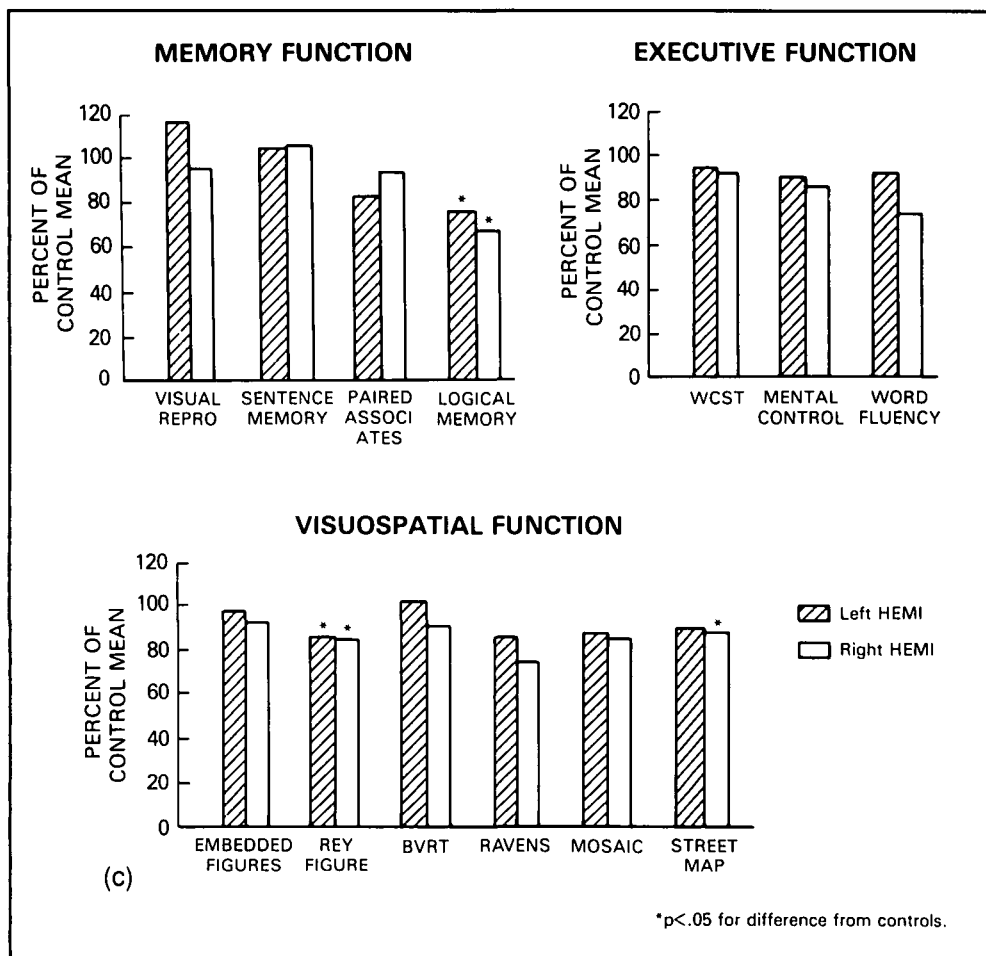 MEMORY FUNCTION
PERCENT OF
CONTROL MEAN
120
100
80
60
40
20
0
*
*
VISUAL
REPRO
SENTENCE
MEMORY
PAIRED
ASSOCI
ATES
LOGICAL
MEMORY
EXECUTIVE FUNCTION
PERCENT OF
CONTROL MEAN
120
100
80
60
40
20
0
WCST
MENTAL
CONTROL
WORD
FLUENCY
VISUOSPATIAL FUNCTION
PERCENT OF
CONTROL MEAN
120
100
80
60
40
20
0
*
*
*
EMBEDDED
FIGURES
REY
FIGURE
BVRT
RAVENS
MOSAIC
STREET
MAP
Left HEMI
Right HEMI
(c)
*p<.05 for difference from controls.